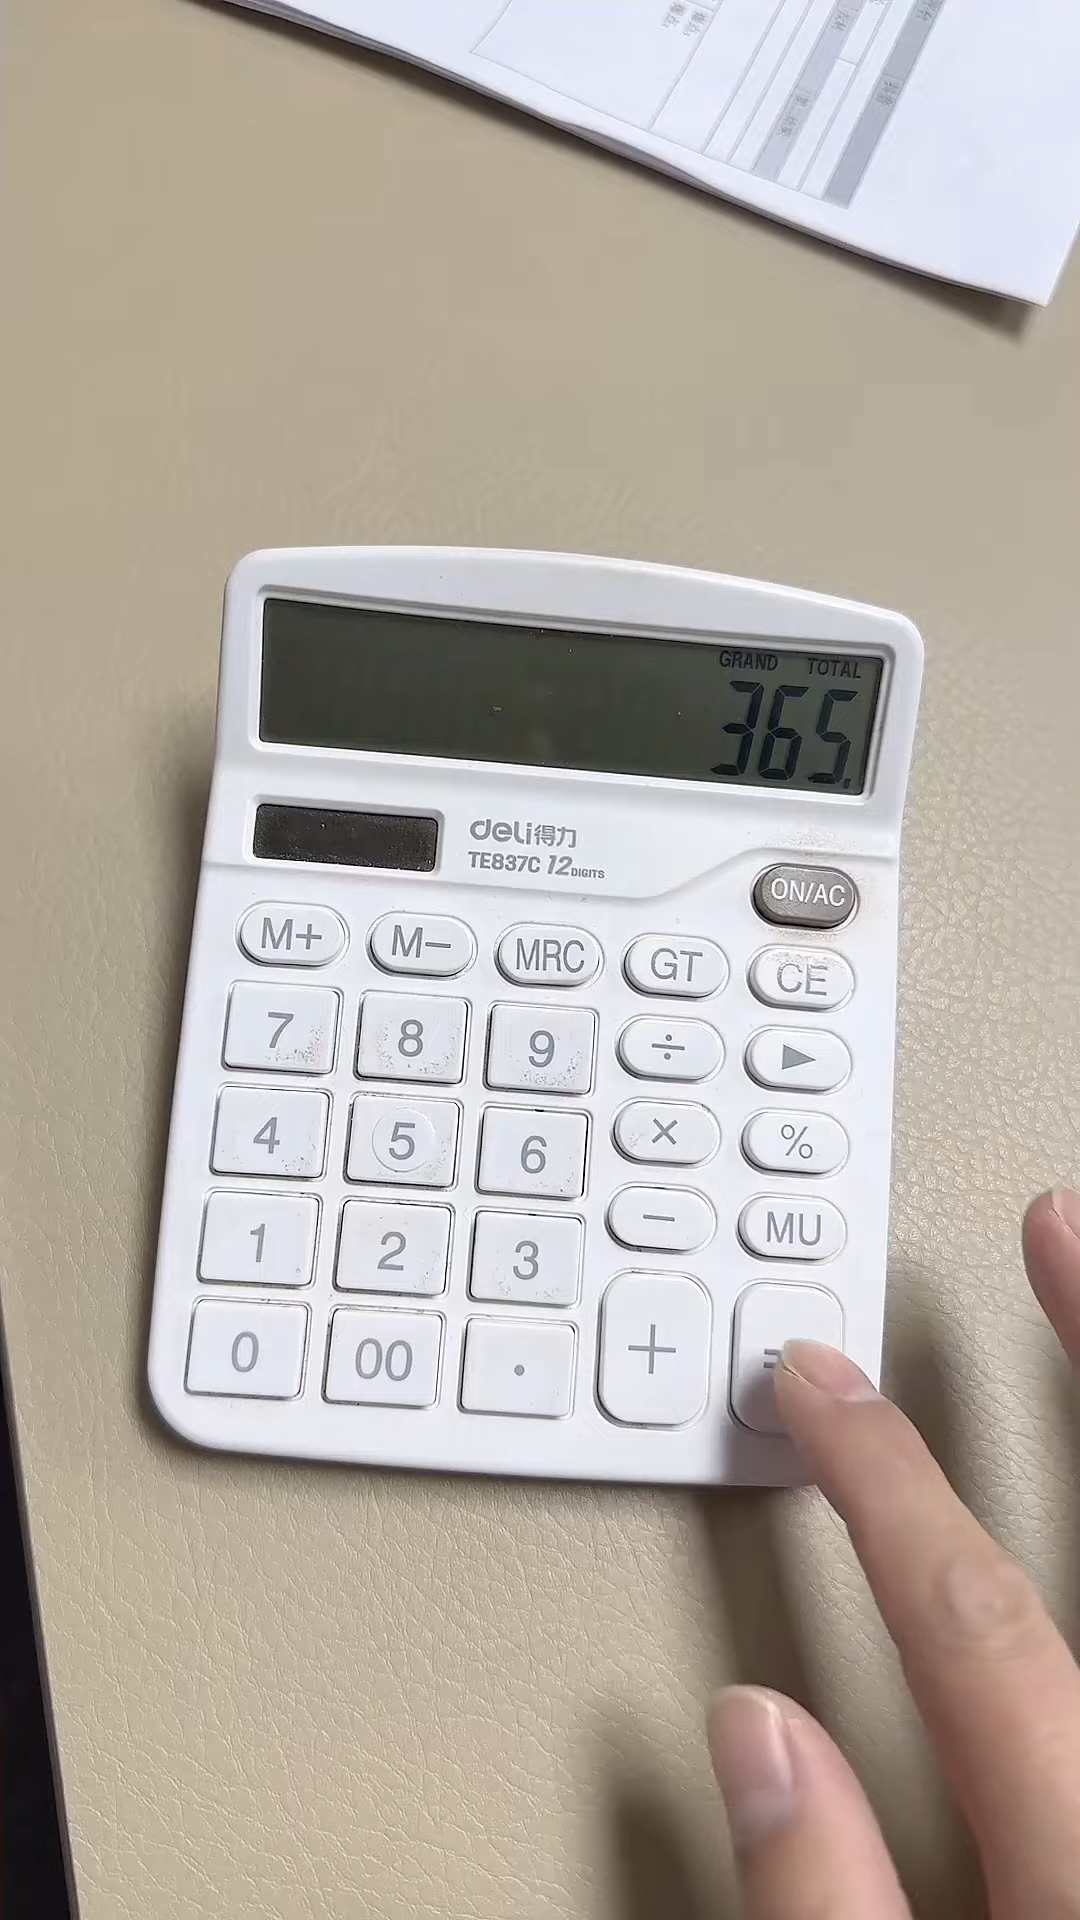 GRAND TOTAL
365.
deli得力
TE837C 12 DIGITS
ON/AC
M+ M− MRC GT CE
7 8 9 ÷ ▶
4 5 6 × %
1 2 3 − MU
0 00 . + =